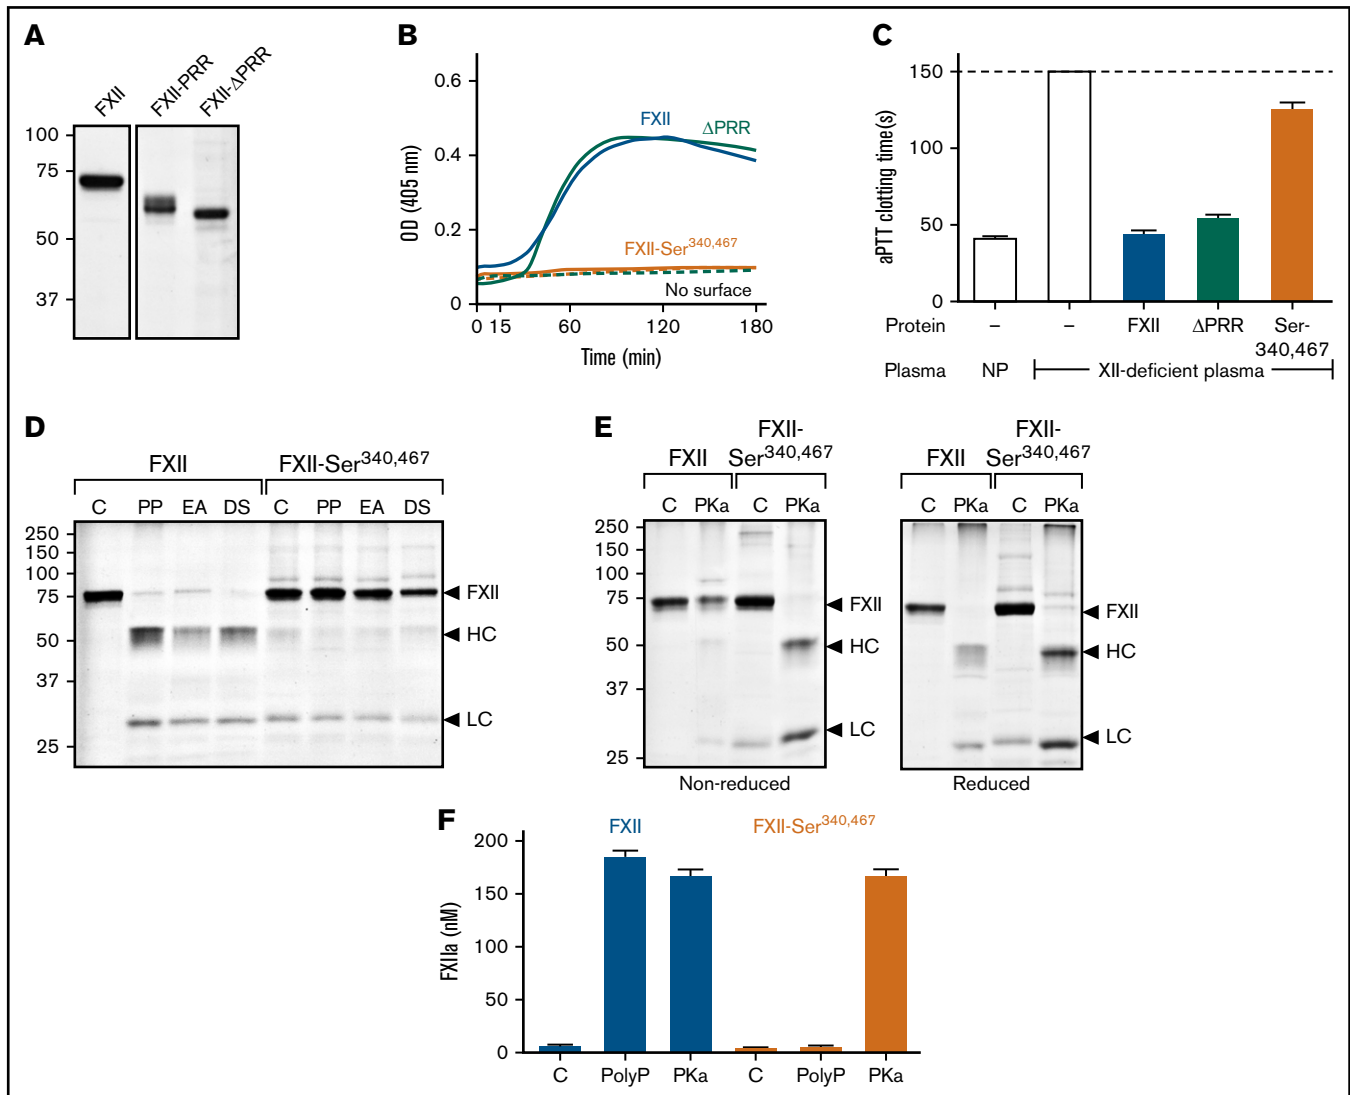 A
FXII
FXII-PRR
FXII-ΔPRR
100
75
50
37
B
OD (405 nm)
0.6
0.4
0.2
0
FXII
ΔPRR
FXII-Ser340,467
No surface
0 15 60 120 180
Time (min)
C
aPTT clotting time(s)
150
100
50
0
Protein – – FXII ΔPRR Ser-340,467
Plasma NP XII-deficient plasma
D
FXII FXII-Ser340,467
C PP EA DS C PP EA DS
250
150
100
75
50
37
25
FXII
HC
LC
E
FXII FXII-Ser340,467
C PKa C PKa
250
150
100
75
50
37
25
FXII
HC
LC
Non-reduced
FXII FXII-Ser340,467
C PKa C PKa
FXII
HC
LC
Reduced
F
FXII FXII-Ser340,467
FXIIa (nM)
200
150
100
50
0
C PolyP PKa C PolyP PKa